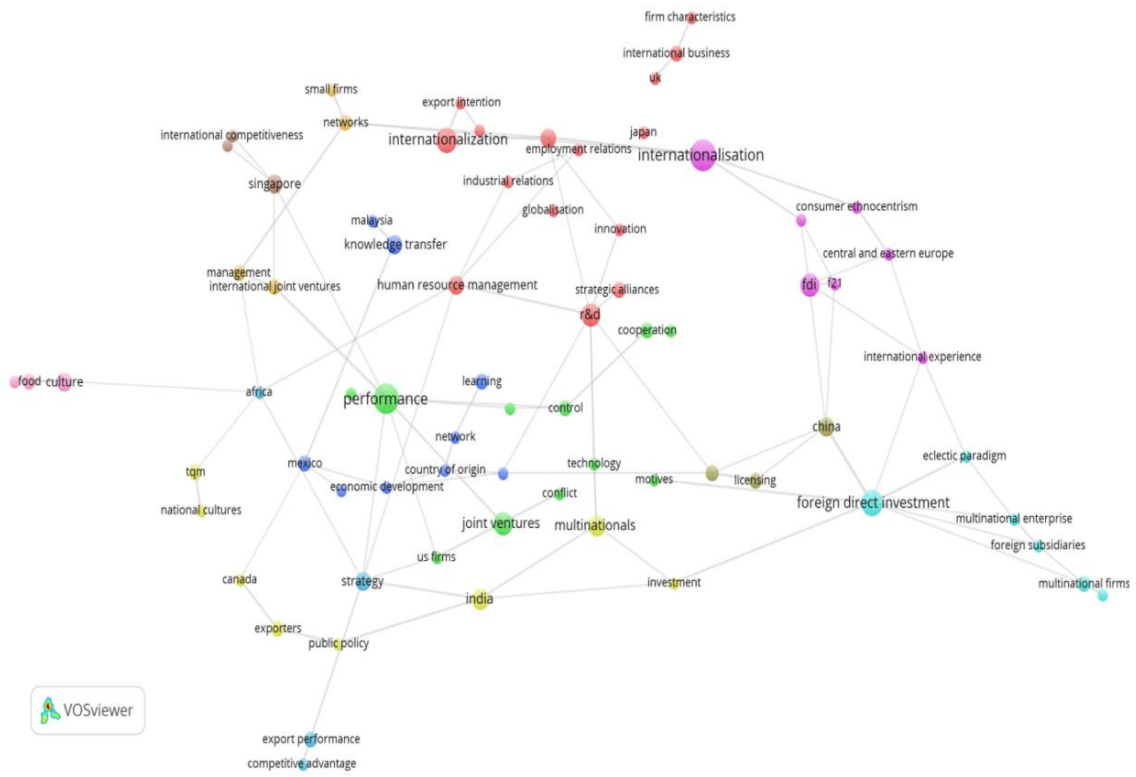 firm characteristics
international business
uk
small firms
export intention
networks
japan
international competitiveness
internationalization
employment relations
internationalisation
industrial relations
singapore
consumer ethnocentrism
globalisation
malaysia
innovation
knowledge transfer
central and eastern europe
management
international joint ventures
human resource management
strategic alliances
fdi
f21
r&d
cooperation
international experience
food
culture
africa
learning
performance
control
network
china
eclectic paradigm
tqm
mexico
country of origin
technology
economic development
motives
licensing
national cultures
conflict
foreign direct investment
joint ventures
multinationals
multinational enterprise
foreign subsidiaries
us firms
canada
strategy
investment
multinational firms
india
exporters
public policy
VOSviewer
export performance
competitive advantage